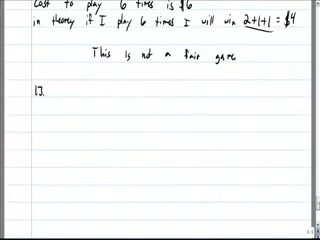 cost to play 6 times is $6
in theory if I play 6 times I will win 2+1+1 = $4
This is not a fair game
13.